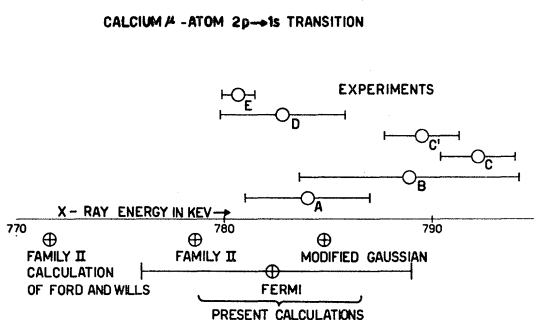 CALCIUM μ - ATOM 2p→1s TRANSITION
EXPERIMENTS
E
D
C'
C
B
A
X - RAY ENERGY IN KEV→
770 780 790
FAMILY II
CALCULATION
OF FORD AND WILLS
FAMILY II
MODIFIED GAUSSIAN
FERMI
PRESENT CALCULATIONS